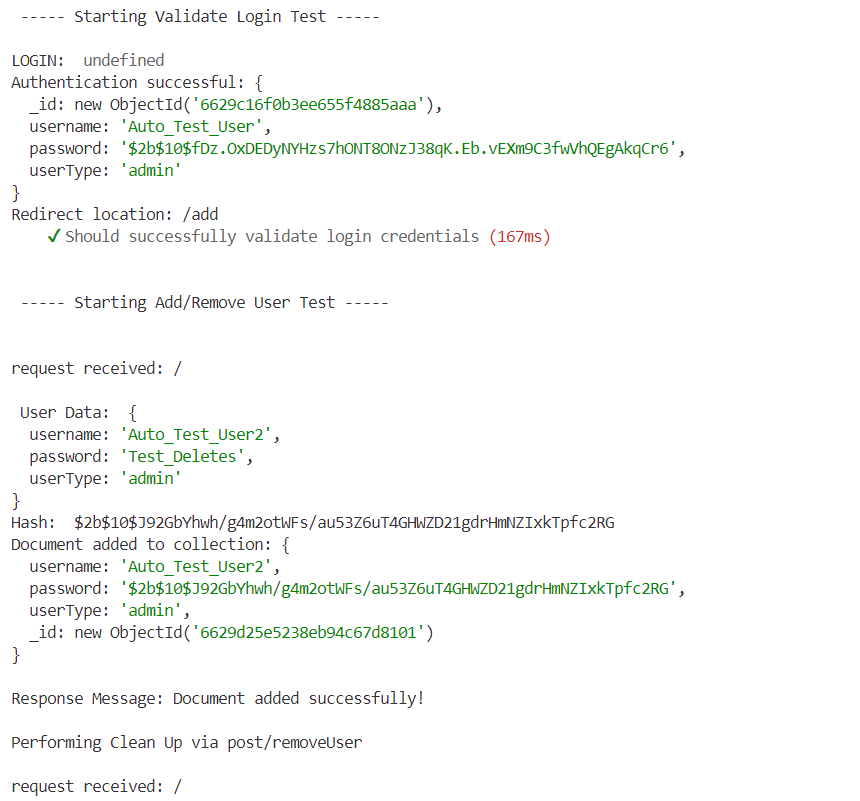 ----- Starting Validate Login Test -----
LOGIN:  undefined
Authentication successful: {
  _id: new ObjectId('6629c16f0b3ee655f4885aaa'),
  username: 'Auto_Test_User',
  password: '$2b$10$fDz.OxDEDyNYHzs7hONT8ONzJ38qK.Eb.vEXm9C3fwVhQEgAkqCr6',
  userType: 'admin'
}
Redirect location: /add
    ✓ Should successfully validate login credentials (167ms)
----- Starting Add/Remove User Test -----
request received: /
 User Data:  {
  username: 'Auto_Test_User2',
  password: 'Test_Deletes',
  userType: 'admin'
}
Hash:  $2b$10$J92GbYhwh/g4m2otWFs/au53Z6uT4GHWZD21gdrHmNZIxkTpfc2RG
Document added to collection: {
  username: 'Auto_Test_User2',
  password: '$2b$10$J92GbYhwh/g4m2otWFs/au53Z6uT4GHWZD21gdrHmNZIxkTpfc2RG',
  userType: 'admin',
  _id: new ObjectId('6629d25e5238eb94c67d8101')
}
Response Message: Document added successfully!
Performing Clean Up via post/removeUser
request received: /